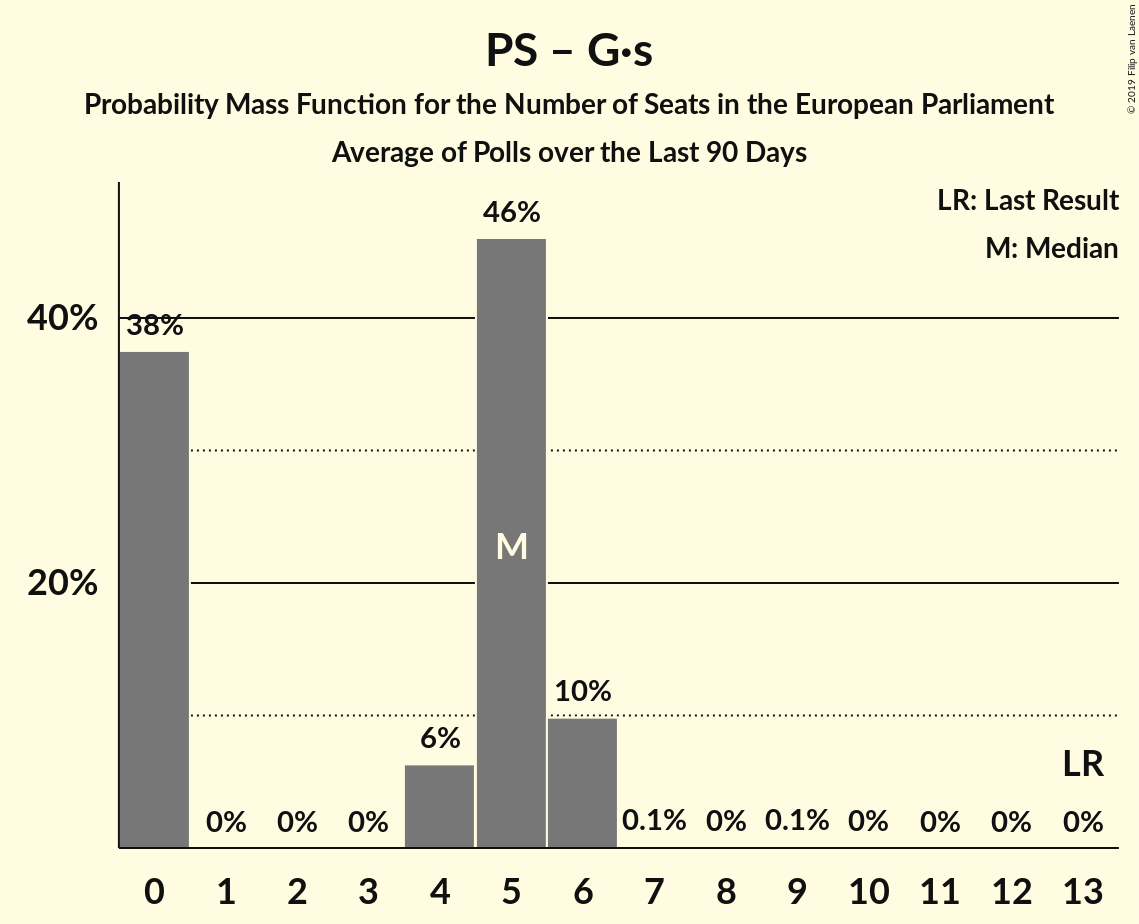 PS – G·s
Probability Mass Function for the Number of Seats in the European Parliament
Average of Polls over the Last 90 Days
© 2019 Filip van Laenen
LR: Last Result
M: Median
46%
40%
38%
M
20%
10%
6%
LR
0% 0% 0% 0.1% 0% 0.1% 0% 0% 0% 0%
0 1 2 3 4 5 6 7 8 9 10 11 12 13